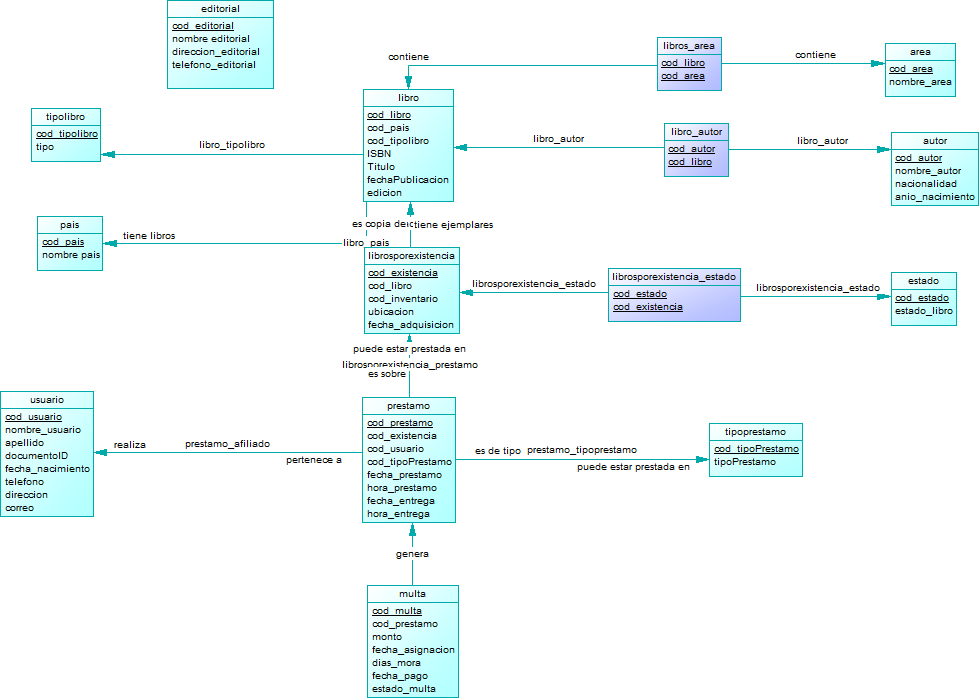 editorial
cod_editorial
nombre editorial
direccion_editorial
telefono_editorial
contiene
libros_area
cod_libro
cod_area
contiene
area
cod_area
nombre_area
tipolibro
cod_tipolibro
tipo
libro_tipolibro
libro
cod_libro
cod_pais
cod_tipolibro
ISBN
Titulo
fechaPublicacion
edicion
libro_autor
libro_autor
cod_autor
cod_libro
libro_autor
autor
cod_autor
nombre_autor
nacionalidad
anio_nacimiento
pais
cod_pais
nombre pais
tiene libros
libro_pais
es copia de
tiene ejemplares
librosporexistencia
cod_existencia
cod_libro
cod_inventario
ubicacion
fecha_adquisicion
librosporexistencia_estado
librosporexistencia_estado
cod_estado
cod_existencia
librosporexistencia_estado
estado
cod_estado
estado_libro
puede estar prestada en
librosporexistencia_prestamo
es sobre
usuario
cod_usuario
nombre_usuario
apellido
documentoID
fecha_nacimiento
telefono
direccion
correo
realiza
prestamo_afiliado
pertenece a
prestamo
cod_prestamo
cod_existencia
cod_usuario
cod_tipoPrestamo
fecha_prestamo
hora_prestamo
fecha_entrega
hora_entrega
es de tipo
prestamo_tipoprestamo
puede estar prestada en
tipoprestamo
cod_tipoPrestamo
tipoPrestamo
genera
multa
cod_multa
cod_prestamo
monto
fecha_asignacion
dias_mora
fecha_pago
estado_multa